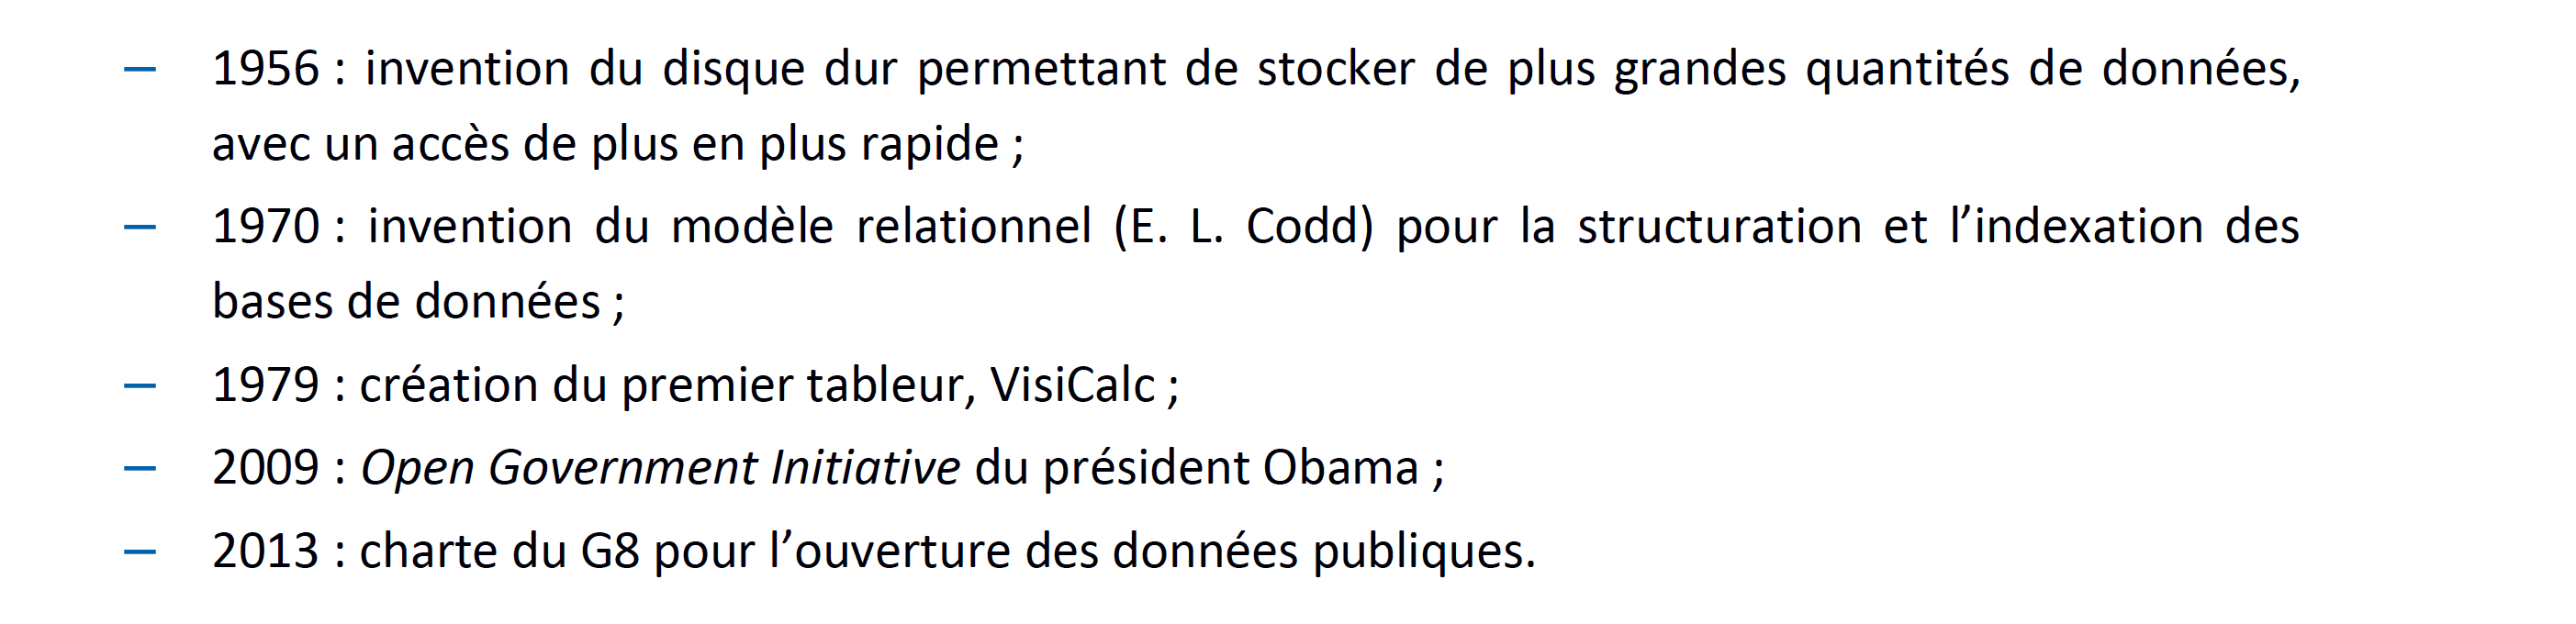 – 1956 : invention du disque dur permettant de stocker de plus grandes quantités de données,
avec un accès de plus en plus rapide ;
– 1970 : invention du modèle relationnel (E. L. Codd) pour la structuration et l’indexation des
bases de données ;
– 1979 : création du premier tableur, VisiCalc ;
– 2009 : Open Government Initiative du président Obama ;
– 2013 : charte du G8 pour l’ouverture des données publiques.